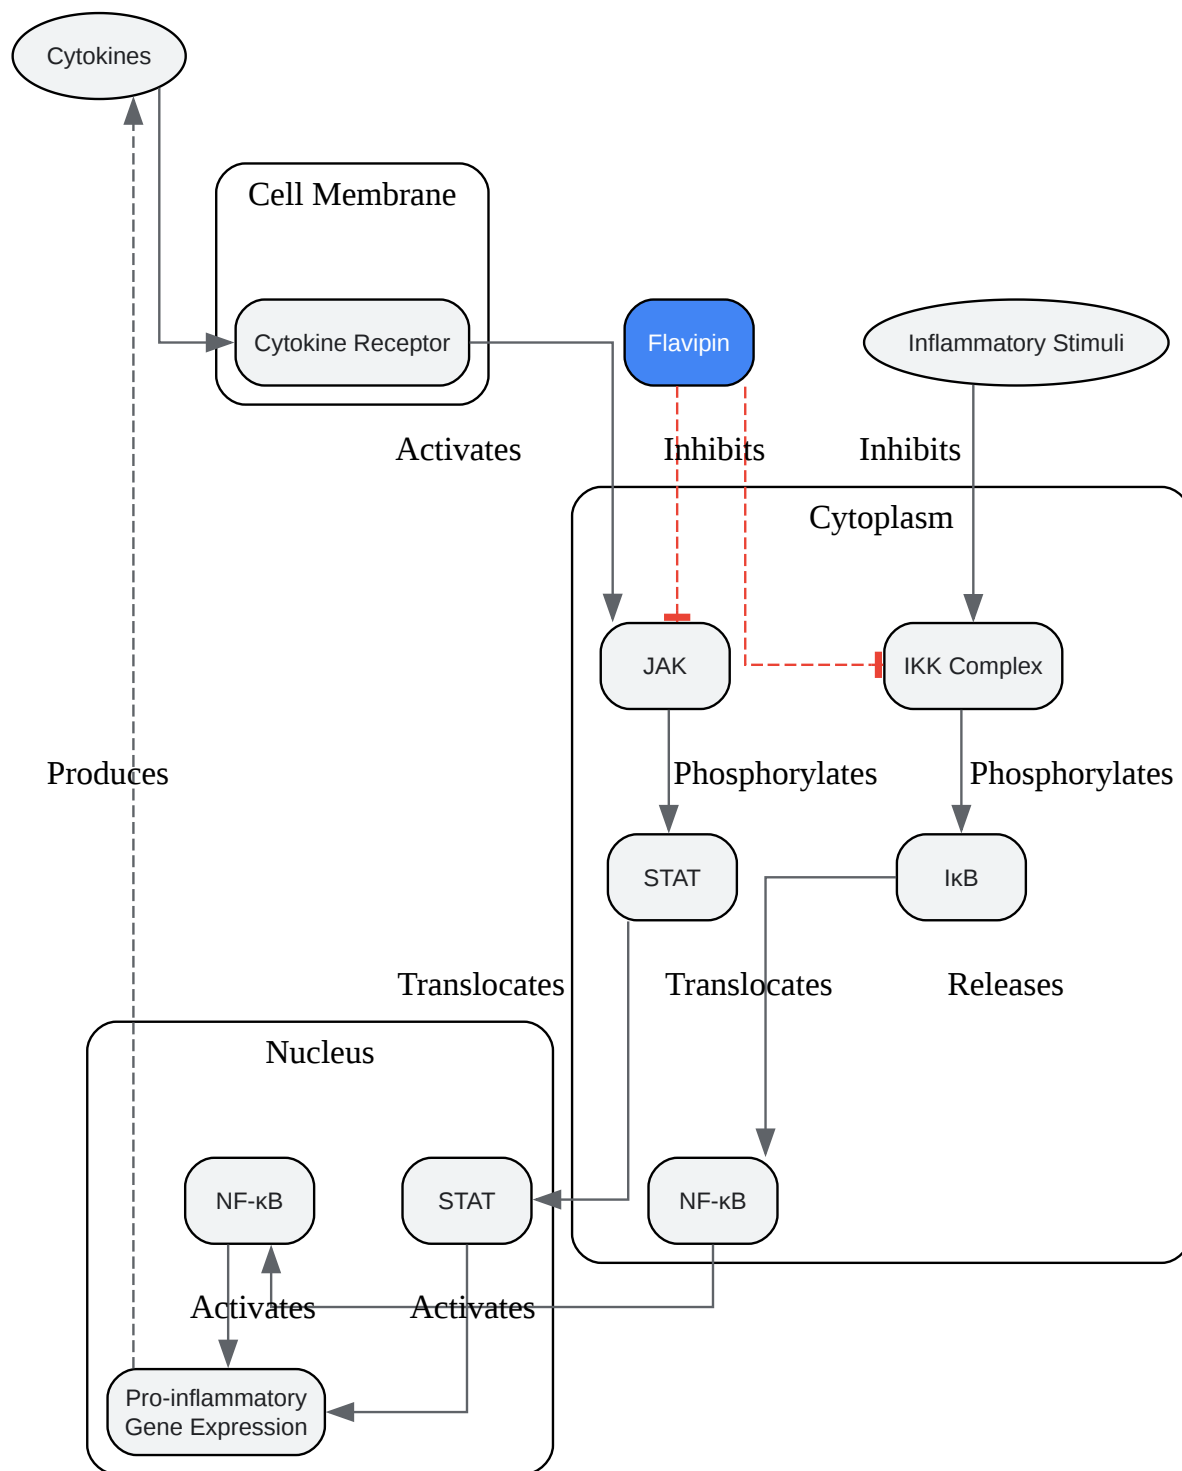 Cytokines
Cell Membrane
Cytokine Receptor
Flavipin
Inflammatory Stimuli
Activates
Inhibits
Inhibits
Cytoplasm
JAK
IKK Complex
Produces
Phosphorylates
Phosphorylates
STAT
IκB
Translocates
Translocates
Releases
Nucleus
NF-κB
STAT
NF-κB
Activates
Activates
Pro-inflammatory
Gene Expression